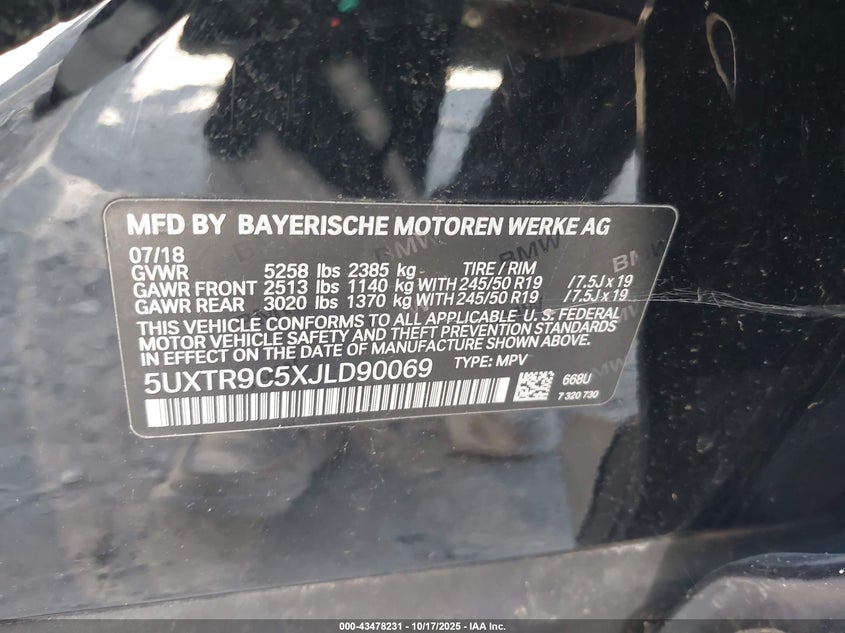 MFD BY BAYERISCHE MOTOREN WERKE AG
07/18
GVWR 5258 lbs 2385 kg TIRE / RIM
GAWR FRONT 2513 lbs 1140 kg WITH 245/50 R19 / 7.5J x 19
GAWR REAR 3020 lbs 1370 kg WITH 245/50 R19 / 7.5J x 19
THIS VEHICLE CONFORMS TO ALL APPLICABLE U. S. FEDERAL
MOTOR VEHICLE SAFETY AND THEFT PREVENTION STANDARDS
IN EFFECT ON THE DATE OF MANUFACTURE SHOWN ABOVE.
5UXTR9C5XJLD90069 TYPE: MPV
668U
7 320 730
BMW
BMW
BMW
000-43478231 - 10/17/2025 - IAA Inc.